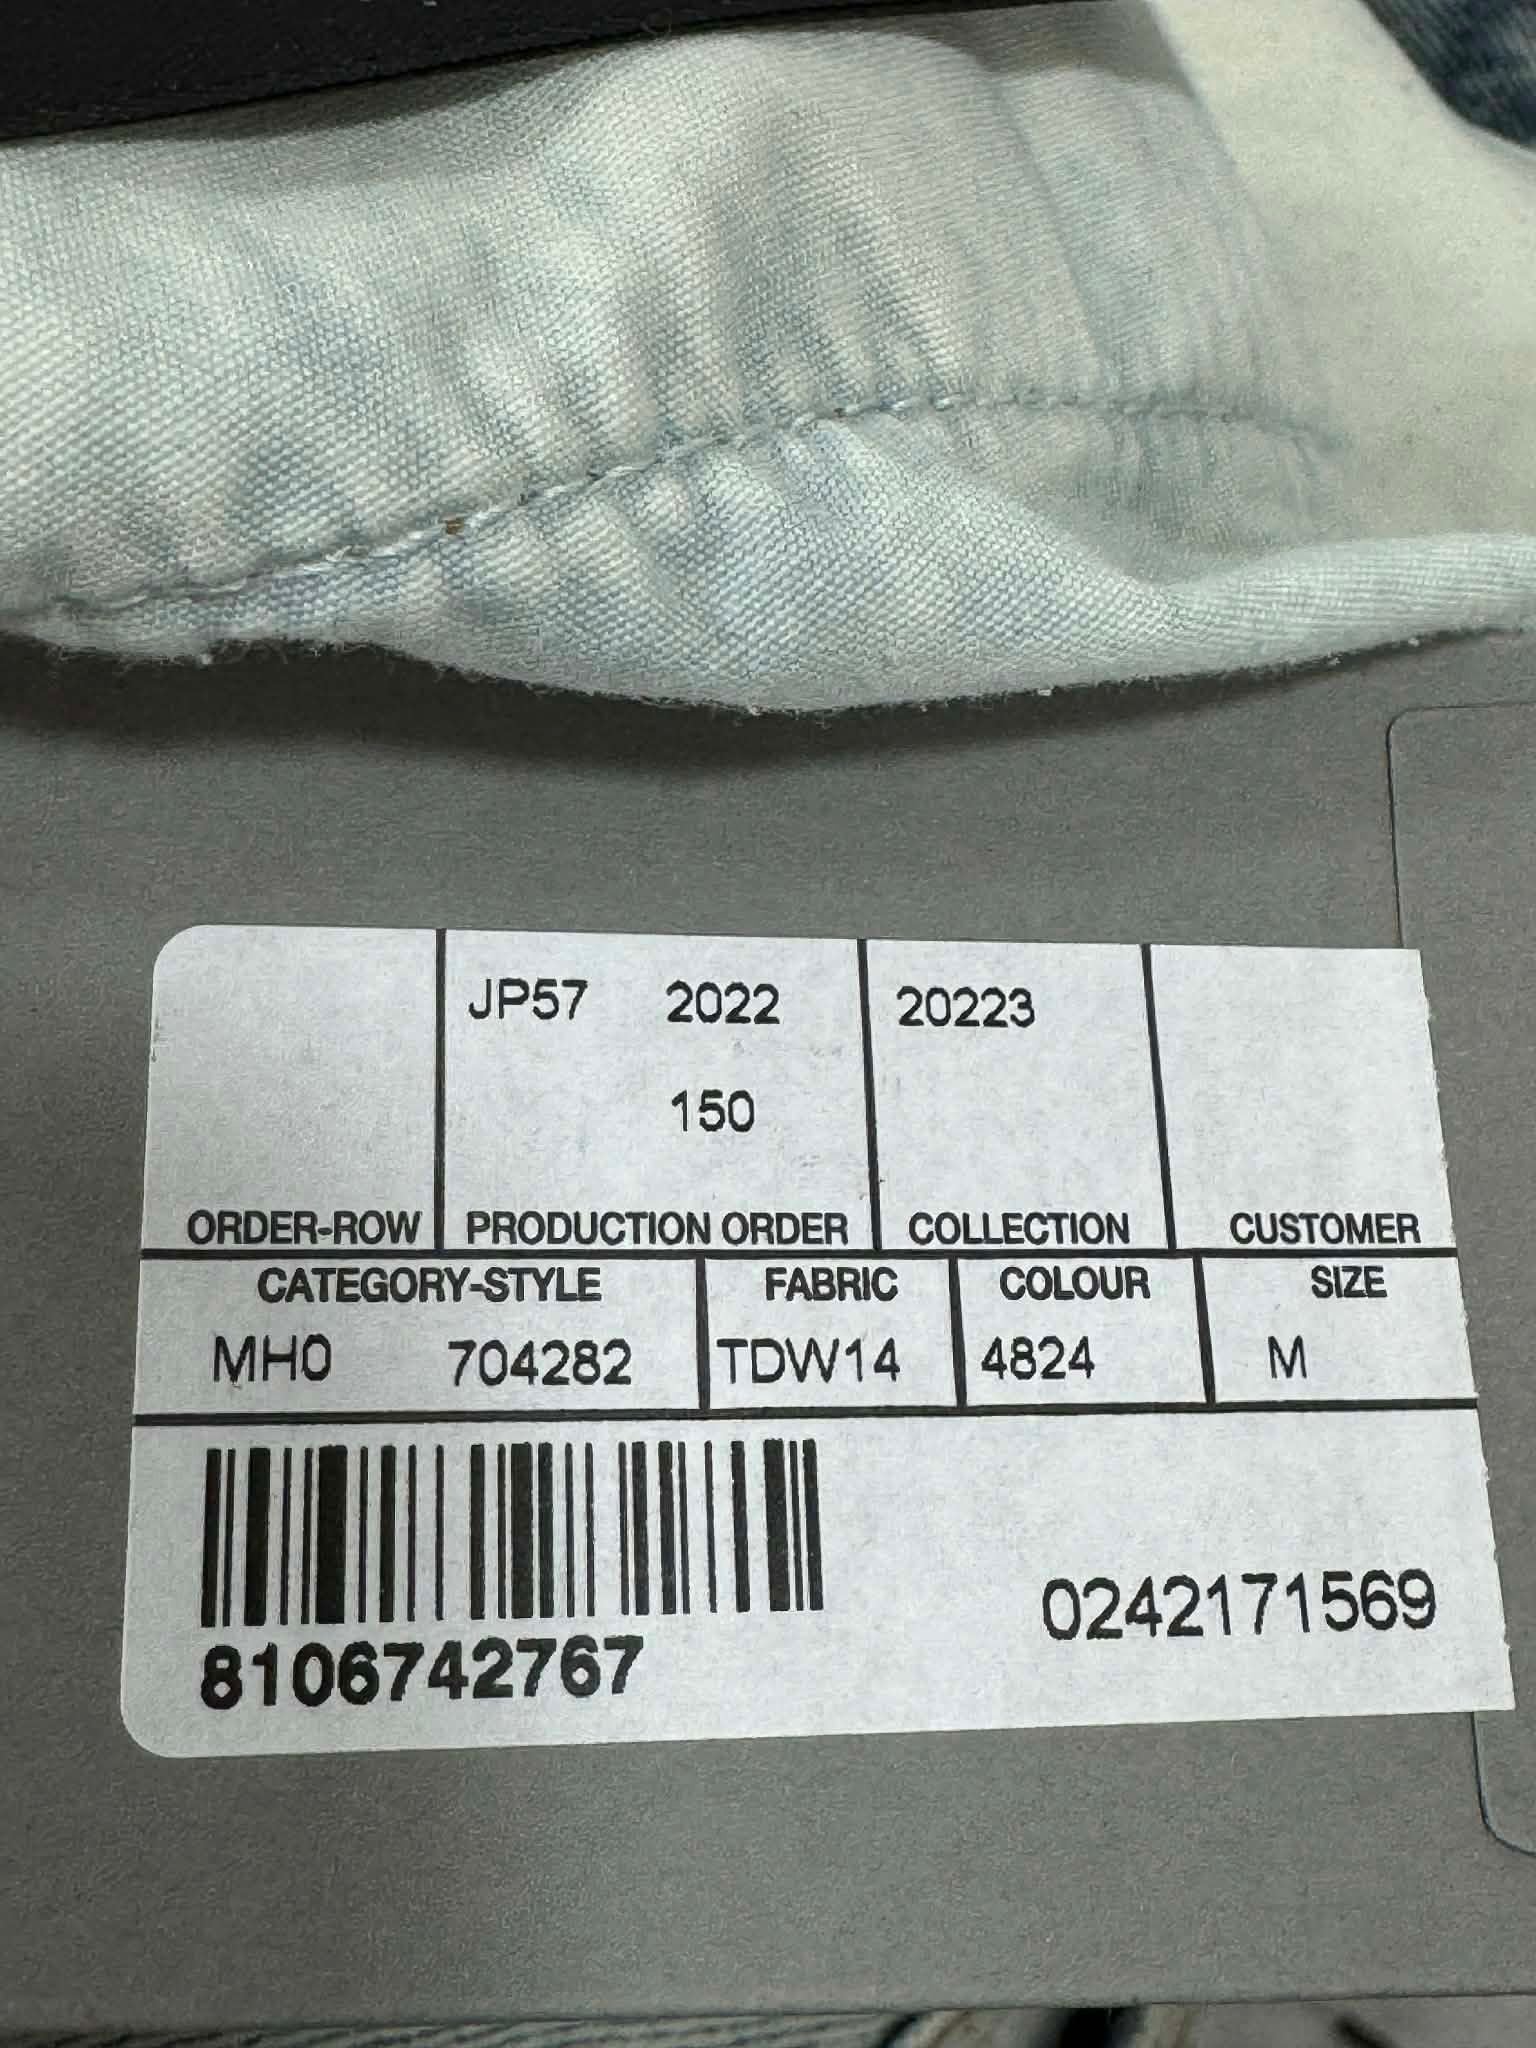 JP57 2022 20223
150
ORDER-ROW PRODUCTION ORDER COLLECTION CUSTOMER
CATEGORY-STYLE FABRIC COLOUR SIZE
MH0 704282 TDW14 4824 M
8106742767 0242171569